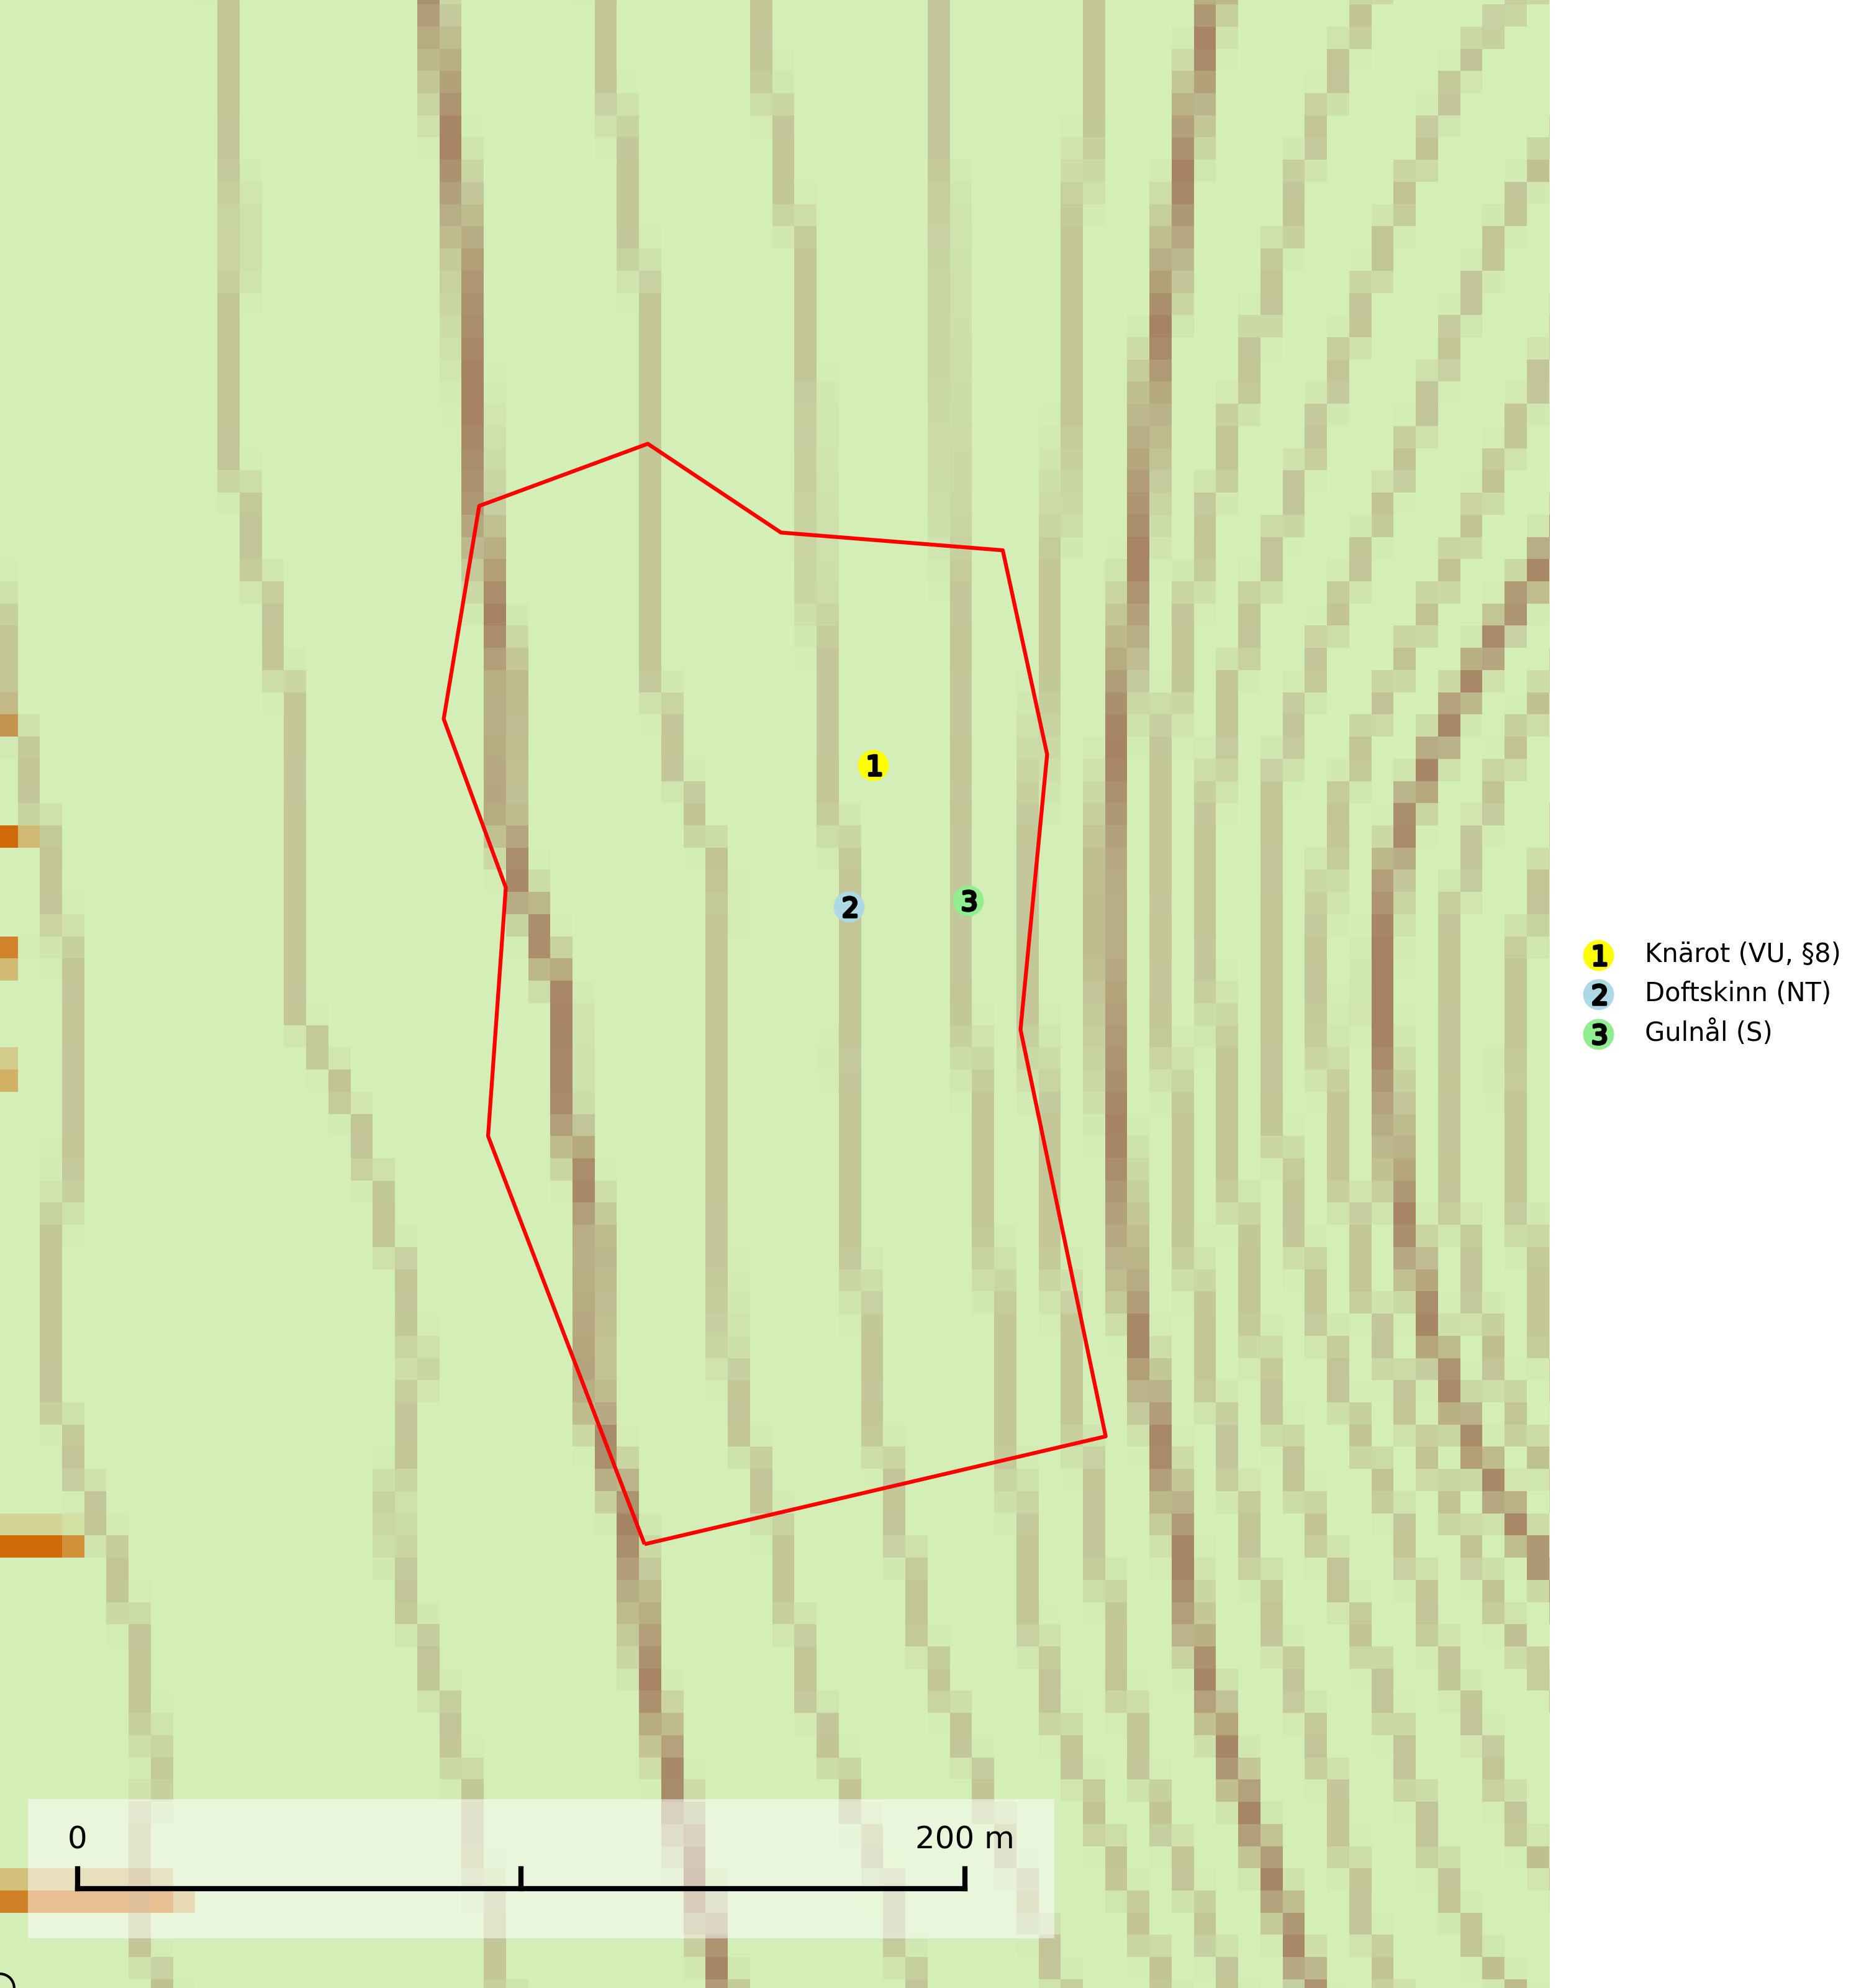 1
2
3
1 Knärot (VU, §8)
2 Doftskinn (NT)
3 Gulnål (S)
0 200 m